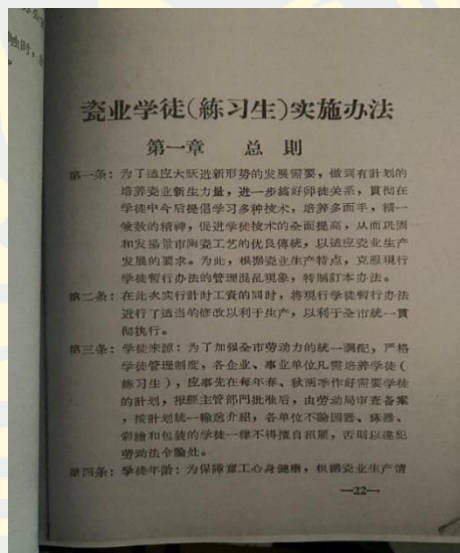 瓷业学徒(練习生)实施办法
第一章 总則
第一条：为了适应大跃进新形势的发展需要，做到有計划的
培养瓷业新生力量，进一步搞好师徒关系，貫彻在
学徒中今后提倡学习多种技术，培养多面手，精一
敎数的精神，促进学徒技术的全面提高，从而巩固
和发揚景市陶瓷工艺的优良傳統，以适应瓷业生产
发展的要求。为此，根据瓷业生产特点，克服現行
学徒暫行办法的管理混乱現象，特制訂本办法。
第二条：在此次实行計时工資的同时，将現行学徒暫行办法
进行了适当的修改以利于生产，以利于全市統一貫
彻执行。
第三条：学徒来源：为了加强全市劳动力的統一調配，严格
学徒管理制度，各企业、事业单位凡需培养学徒（
練习生），应事先在每年春、秋两季作好需要学徒
的計划，报經主管部門批准后，由劳动局审查备案
，按計划統一輸送介紹，各单位不論圆器、琢器、
彩繪和包装的学徒一律不得擅自招雇，否則以违犯
劳动法令論处。
第四条：学徒年龄：为保障童工心身健康，根据瓷业生产情
—22—